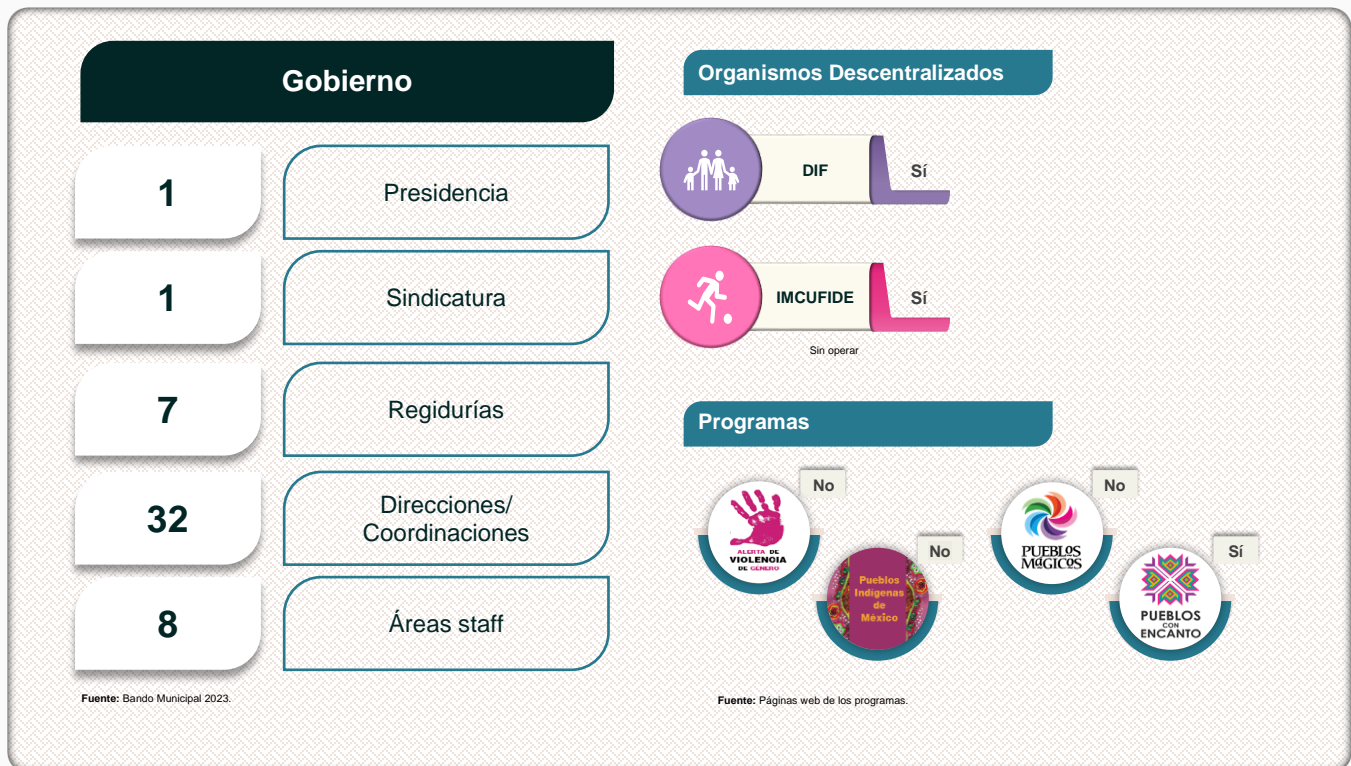 Gobierno
1
Presidencia
1
Sindicatura
7
Regidurías
32
Direcciones/
Coordinaciones
8
Áreas staff
Fuente: Bando Municipal 2023.
Organismos Descentralizados
DIF
Sí
IMCUFIDE
Sí
Sin operar
Programas
No
ALERTA DE
VIOLENCIA
DE GÉNERO
No
Pueblos
Indígenas
de
México
No
PUEBLOS
MáGICOS
Sí
PUEBLOS
CON
ENCANTO
Fuente: Páginas web de los programas.